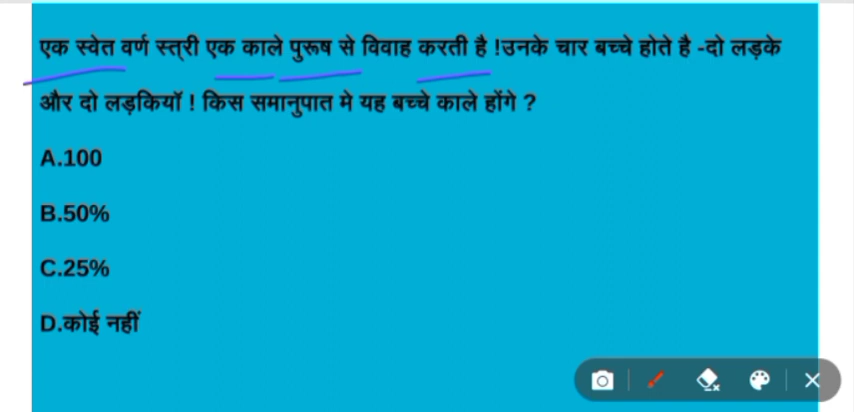 एक स्वेत वर्ण स्त्री एक काले पुरूष से विवाह करती है !उनके चार बच्चे होते है -दो लड़के
और दो लड़कियॉ ! किस समानुपात मे यह बच्चे काले होंगे ?
A.100
B.50%
C.25%
D.कोई नहीं